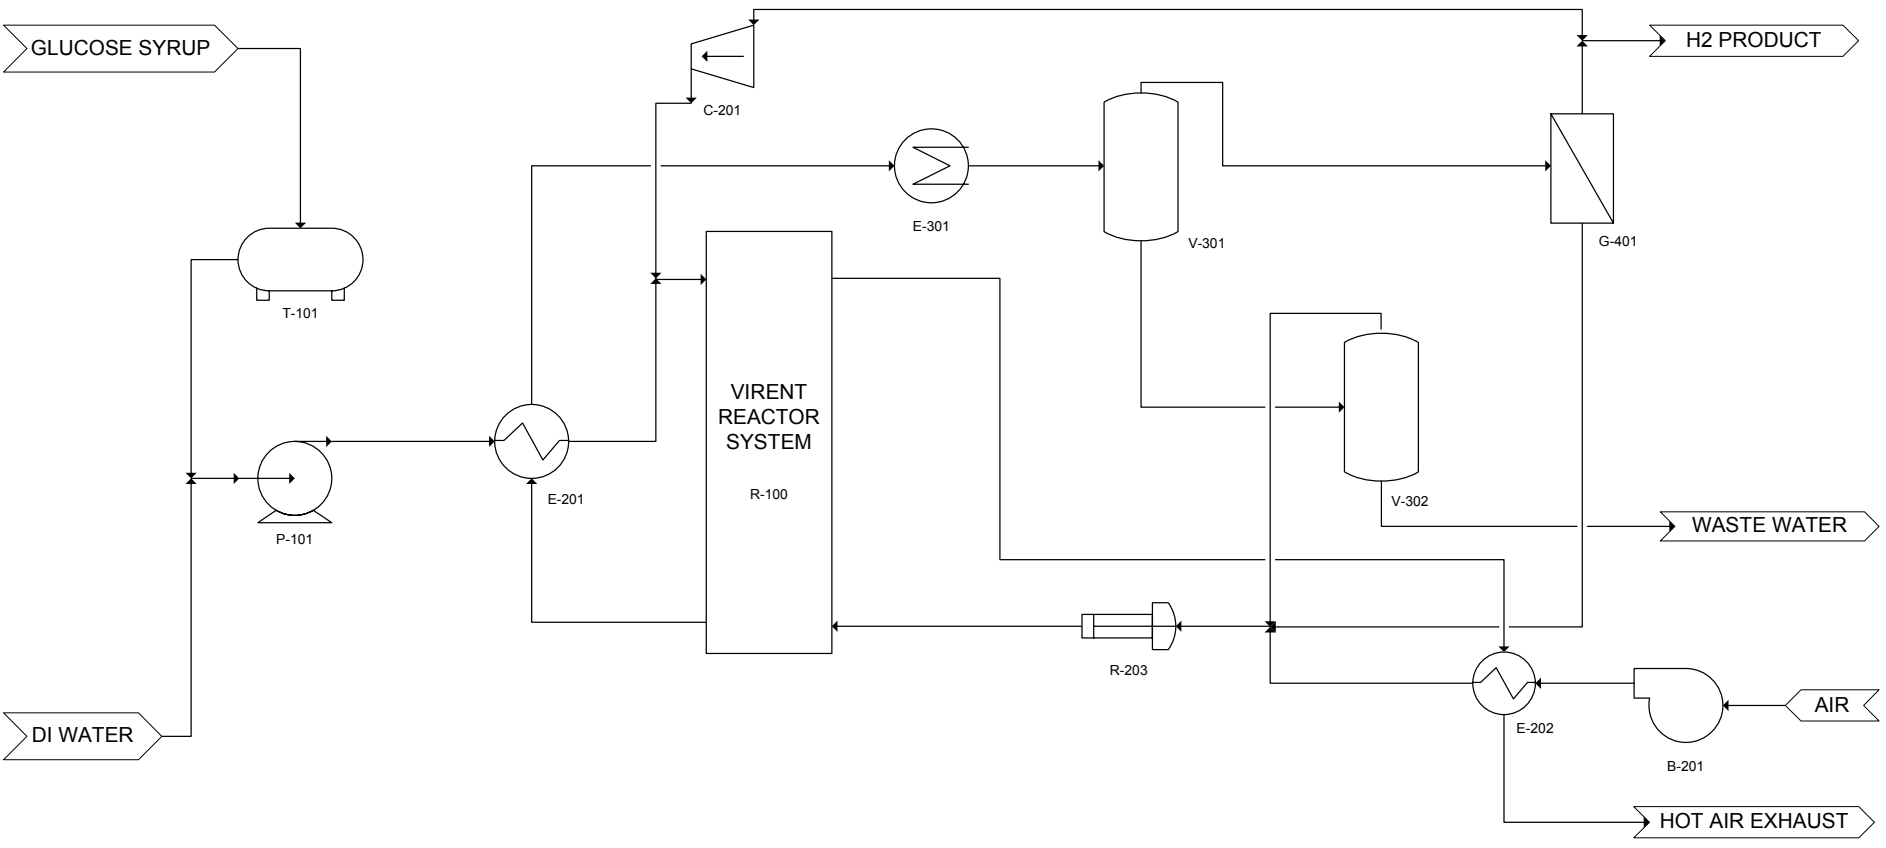 GLUCOSE SYRUP
H2 PRODUCT
C-201
E-301
V-301
G-401
T-101
VIRENT
REACTOR
SYSTEM
R-100
E-201
V-302
P-101
WASTE WATER
R-203
DI WATER
AIR
E-202
B-201
HOT AIR EXHAUST